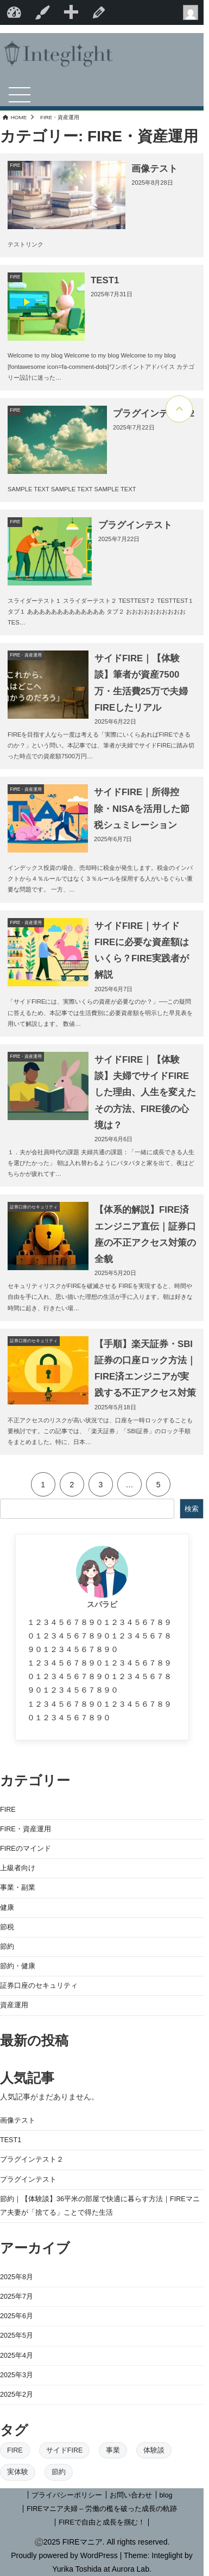 Integlight
HOME > FIRE・資産運用
カテゴリー: FIRE・資産運用
FIRE
画像テスト
2025年8月28日
テストリンク
FIRE
TEST1
2025年7月31日
Welcome to my blog Welcome to my blog Welcome to my blog
[fontawesome icon=fa-comment-dots]ワンポイントアドバイス カテゴ
リー設計に迷った…
FIRE
プラグインテ
2025年7月22日
SAMPLE TEXT SAMPLE TEXT SAMPLE TEXT
FIRE
プラグインテスト
2025年7月22日
スライダーテスト１ スライダーテスト２ TESTTEST２ TESTTEST１
タブ１ ああああああああああああああ タブ２ おおおおおおおおおおお
TES…
FIRE・資産運用
これから、
はどこへ
向かうのだろう」
サイドFIRE｜【体験
談】筆者が資産7500
万・生活費25万で夫婦
FIREしたリアル
2025年6月22日
FIREを目指す人なら一度は考える「実際にいくらあればFIREできる
のか？」という問い。本記事では、筆者が夫婦でサイドFIREに踏み切
った時点での資産額7500万円…
FIRE・資産運用
サイドFIRE｜所得控
除・NISAを活用した節
税シュミレーション
2025年6月7日
インデックス投資の場合、売却時に税金が発生します。税金のインパ
クトから４％ルールではなく３％ルールを採用する人がいるぐらい重
要な問題です。 一方、…
FIRE・資産運用
サイドFIRE｜サイド
FIREに必要な資産額は
いくら？FIRE実践者が
解説
2025年6月7日
「サイドFIREには、実際いくらの資産が必要なのか？」──この疑問
に答えるため、本記事では生活費別に必要資産額を明示した早見表を
用いて解説します。 数値…
FIRE・資産運用
サイドFIRE｜【体験
談】夫婦でサイドFIRE
した理由、人生を変えた
その方法、FIRE後の心
境は？
2025年6月6日
１．夫が会社員時代の課題 夫婦共通の課題：「一緒に成長できる人生
を選びたかった」 朝は入れ替わるようにバタバタと家を出て、夜はど
ちらかが疲れてす…
証券口座のセキュリティ
【体系的解説】FIRE済
エンジニア直伝｜証券口
座の不正アクセス対策の
全貌
2025年5月20日
セキュリティリスクがFIREを破滅させる FIREを実現すると、時間や
自由を手に入れ、思い描いた理想の生活が手に入ります。朝は好きな
時間に起き、行きたい場…
証券口座のセキュリティ
【手順】楽天証券・SBI
証券の口座ロック方法｜
FIRE済エンジニアが実
践する不正アクセス対策
2025年5月18日
不正アクセスのリスクが高い状況では、口座を一時ロックすることも
要検討です。この記事では、「楽天証券」「SBI証券」のロック手順
をまとめました。特に、日本…
1 2 3 … 5
検索
スパラビ
１２３４５６７８９０１２３４５６７８９
０１２３４５６７８９０１２３４５６７８
９０１２３４５６７８９０
１２３４５６７８９０１２３４５６７８９
０１２３４５６７８９０１２３４５６７８
９０１２３４５６７８９０
１２３４５６７８９０１２３４５６７８９
０１２３４５６７８９０
カテゴリー
FIRE
FIRE・資産運用
FIREのマインド
上級者向け
事業・副業
健康
節税
節約
節約・健康
証券口座のセキュリティ
資産運用
最新の投稿
人気記事
人気記事がまだありません。
画像テスト
TEST1
プラグインテスト２
プラグインテスト
節約｜【体験談】36平米の部屋で快適に暮らす方法｜FIREマニ
ア夫妻が「捨てる」ことで得た生活
アーカイブ
2025年8月
2025年7月
2025年6月
2025年5月
2025年4月
2025年3月
2025年2月
タグ
FIRE サイドFIRE 事業 体験談
実体験 節約
| プライバシーポリシー | お問い合わせ | blog
| FIREマニア夫婦 – 労働の檻を破った成長の軌跡
| FIREで自由と成長を掴む！ |
©2025 FIREマニア. All rights reserved.
Proudly powered by WordPress | Theme: Integlight by
Yurika Toshida at Aurora Lab.